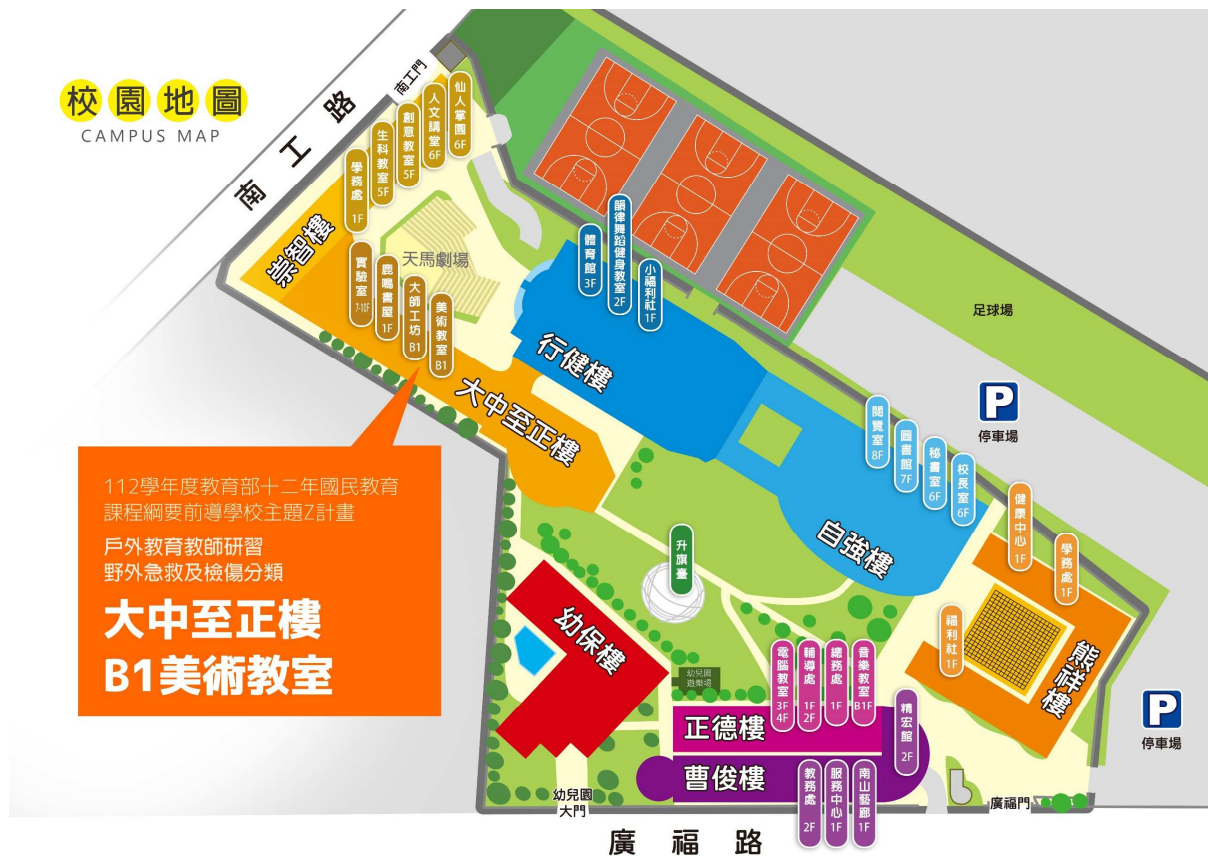 校園地圖
CAMPUS MAP
南工路
南工門
仙人掌園 6F
人文講堂 6F
創意教室 5F
生科教室 5F
學務處 1F
崇智樓
天馬劇場
實驗室 7-10F
鹿鳴書屋 1F
大師工坊 B1
美術教室 B1
大中至正樓
體育館 3F
韻律舞蹈健身教室 2F
小福利社 1F
行健樓
足球場
P
停車場
閱覽室 8F
圖書館 7F
秘書室 6F
校長室 6F
自強樓
健康中心 1F
學務處 1F
福利社 1F
熊祥樓
P
停車場
112學年度教育部十二年國民教育
課程綱要前導學校主題Z計畫
戶外教育教師研習
野外急救及檢傷分類
大中至正樓
B1美術教室
升旗臺
幼保樓
幼兒園
遊樂場
電腦教室 3F 4F
輔導處 1F 2F
總務處 1F
音樂教室 B1F
精宏館 2F
正德樓
曹俊樓
教務處 2F
服務中心 1F
南山藝廊 1F
幼兒園
大門
廣福門
廣福路